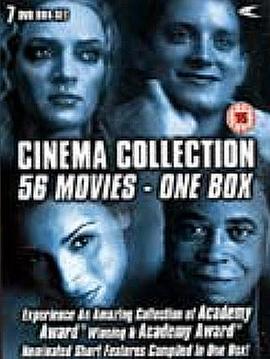 7 DVD BOX-SET
15
CINEMA COLLECTION
56 MOVIES - ONE BOX
Experience An Amazing Collection of Academy
Award® Winning & Academy Award®
Nominated Short Features Compiled In One Box!